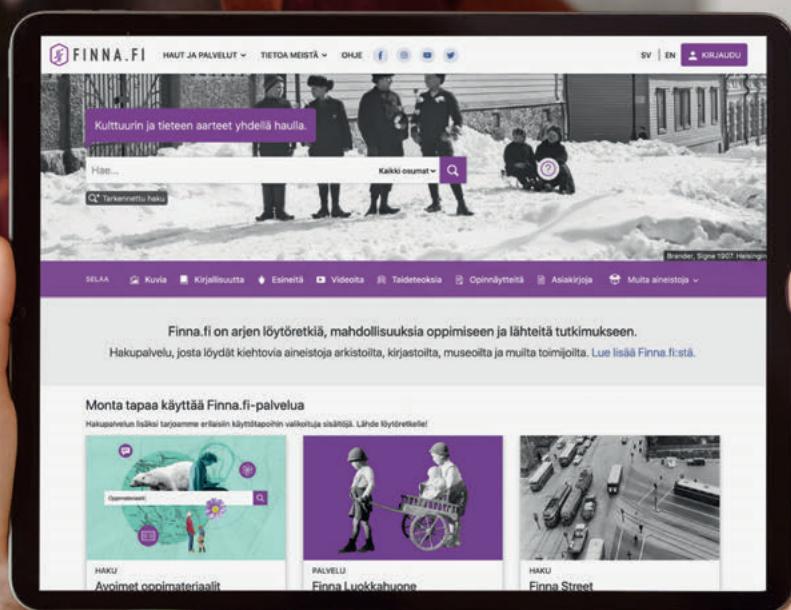 FINNA.FI HAUT JA PALVELUT TIETOA MEISTÄ OHJE SV EN KIRJAUDU
Kulttuurin ja tieteen aarteet yhdellä haulla.
Hae... Kaikki osumat
Tarkennettu haku
Brander, Signe 1907. Helsingin
SELAA Kuvia Kirjallisuutta Esineitä Videoita Taideteoksia Opinnäytteitä Asiakirjoja Muita aineistoja
Finna.fi on arjen löytöretkiä, mahdollisuuksia oppimiseen ja lähteitä tutkimukseen.
Hakupalvelu, josta löydät kiehtovia aineistoja arkistoilta, kirjastoilta, museoilta ja muilta toimijoilta. Lue lisää Finna.fi:stä.
Monta tapaa käyttää Finna.fi-palvelua
Hakupalvelun lisäksi tarjoamme erilaisiin käyttötapoihin valikoituja sisältöjä. Lähde löytöretkelle!
Oppimateriaalit
HAKU PALVELU HAKU
Avoimet oppimateriaalit Finna Luokkahuone Finna Street